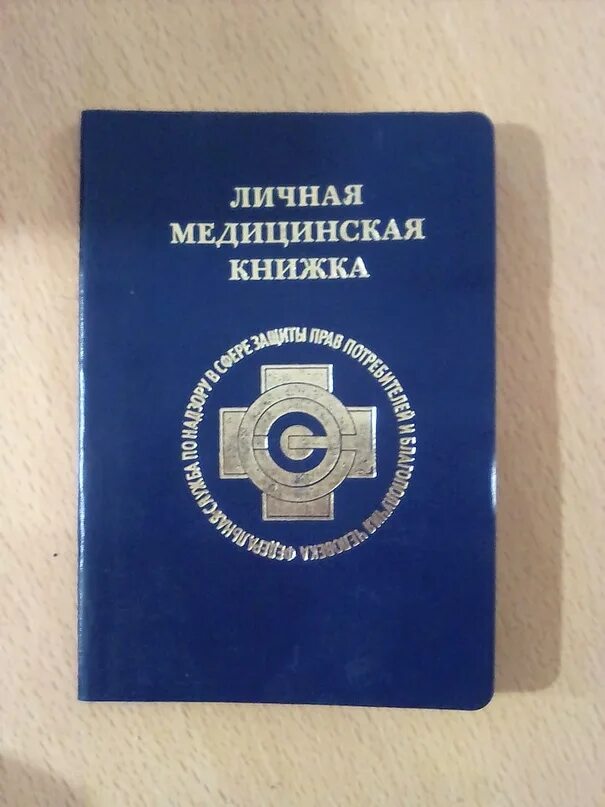 ЛИЧНАЯ
МЕДИЦИНСКАЯ
КНИЖКА
ФЕДЕРАЛЬНАЯ СЛУЖБА ПО НАДЗОРУ В СФЕРЕ ЗАЩИТЫ ПРАВ ПОТРЕБИТЕЛЕЙ И БЛАГОПОЛУЧИЯ ЧЕЛОВЕКА